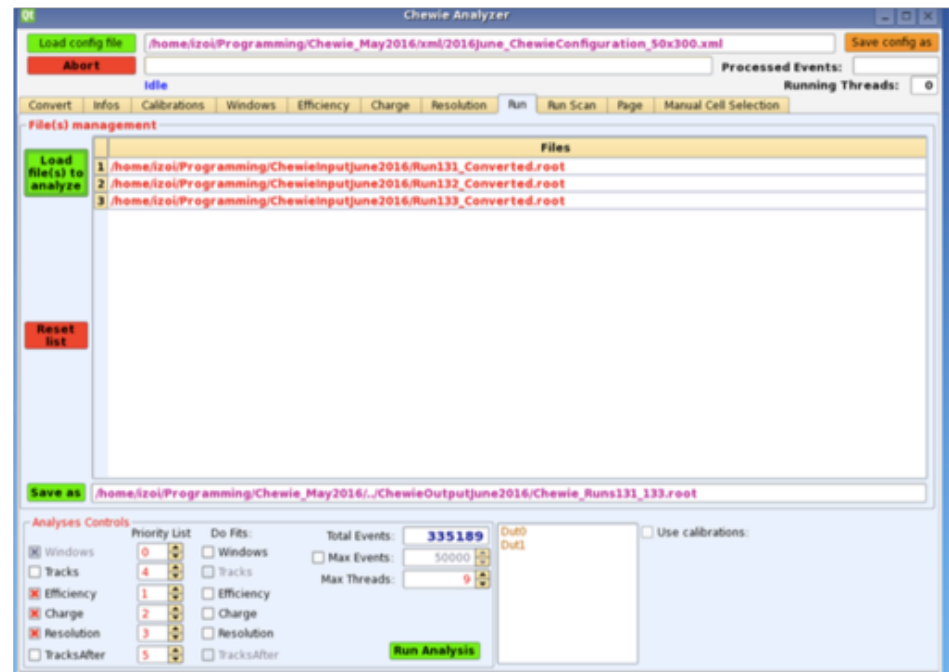 Qt Chewie Analyzer
Load config file /home/izoi/Programming/Chewie_May2016/xml/2016June_ChewieConfiguration_50x300.xml Save config as
Abort Processed Events:
Idle Running Threads: 0
Convert Infos Calibrations Windows Efficiency Charge Resolution Run Run Scan Page Manual Cell Selection
File(s) management
Files
Load file(s) to analyze
1 /home/izoi/Programming/ChewieInputJune2016/Run131_Converted.root
2 /home/izoi/Programming/ChewieInputJune2016/Run132_Converted.root
3 /home/izoi/Programming/ChewieInputJune2016/Run133_Converted.root
Reset list
Save as /home/izoi/Programming/Chewie_May2016/../ChewieOutputJune2016/Chewie_Runs131_133.root
Analyses Controls
Priority List Do Fits: Total Events: 335189 Dut0 Use calibrations:
Windows 0 Windows Max Events: 50000 Dut1
Tracks 4 Tracks Max Threads: 9
Efficiency 1 Efficiency
Charge 2 Charge
Resolution 3 Resolution
TracksAfter 5 TracksAfter Run Analysis